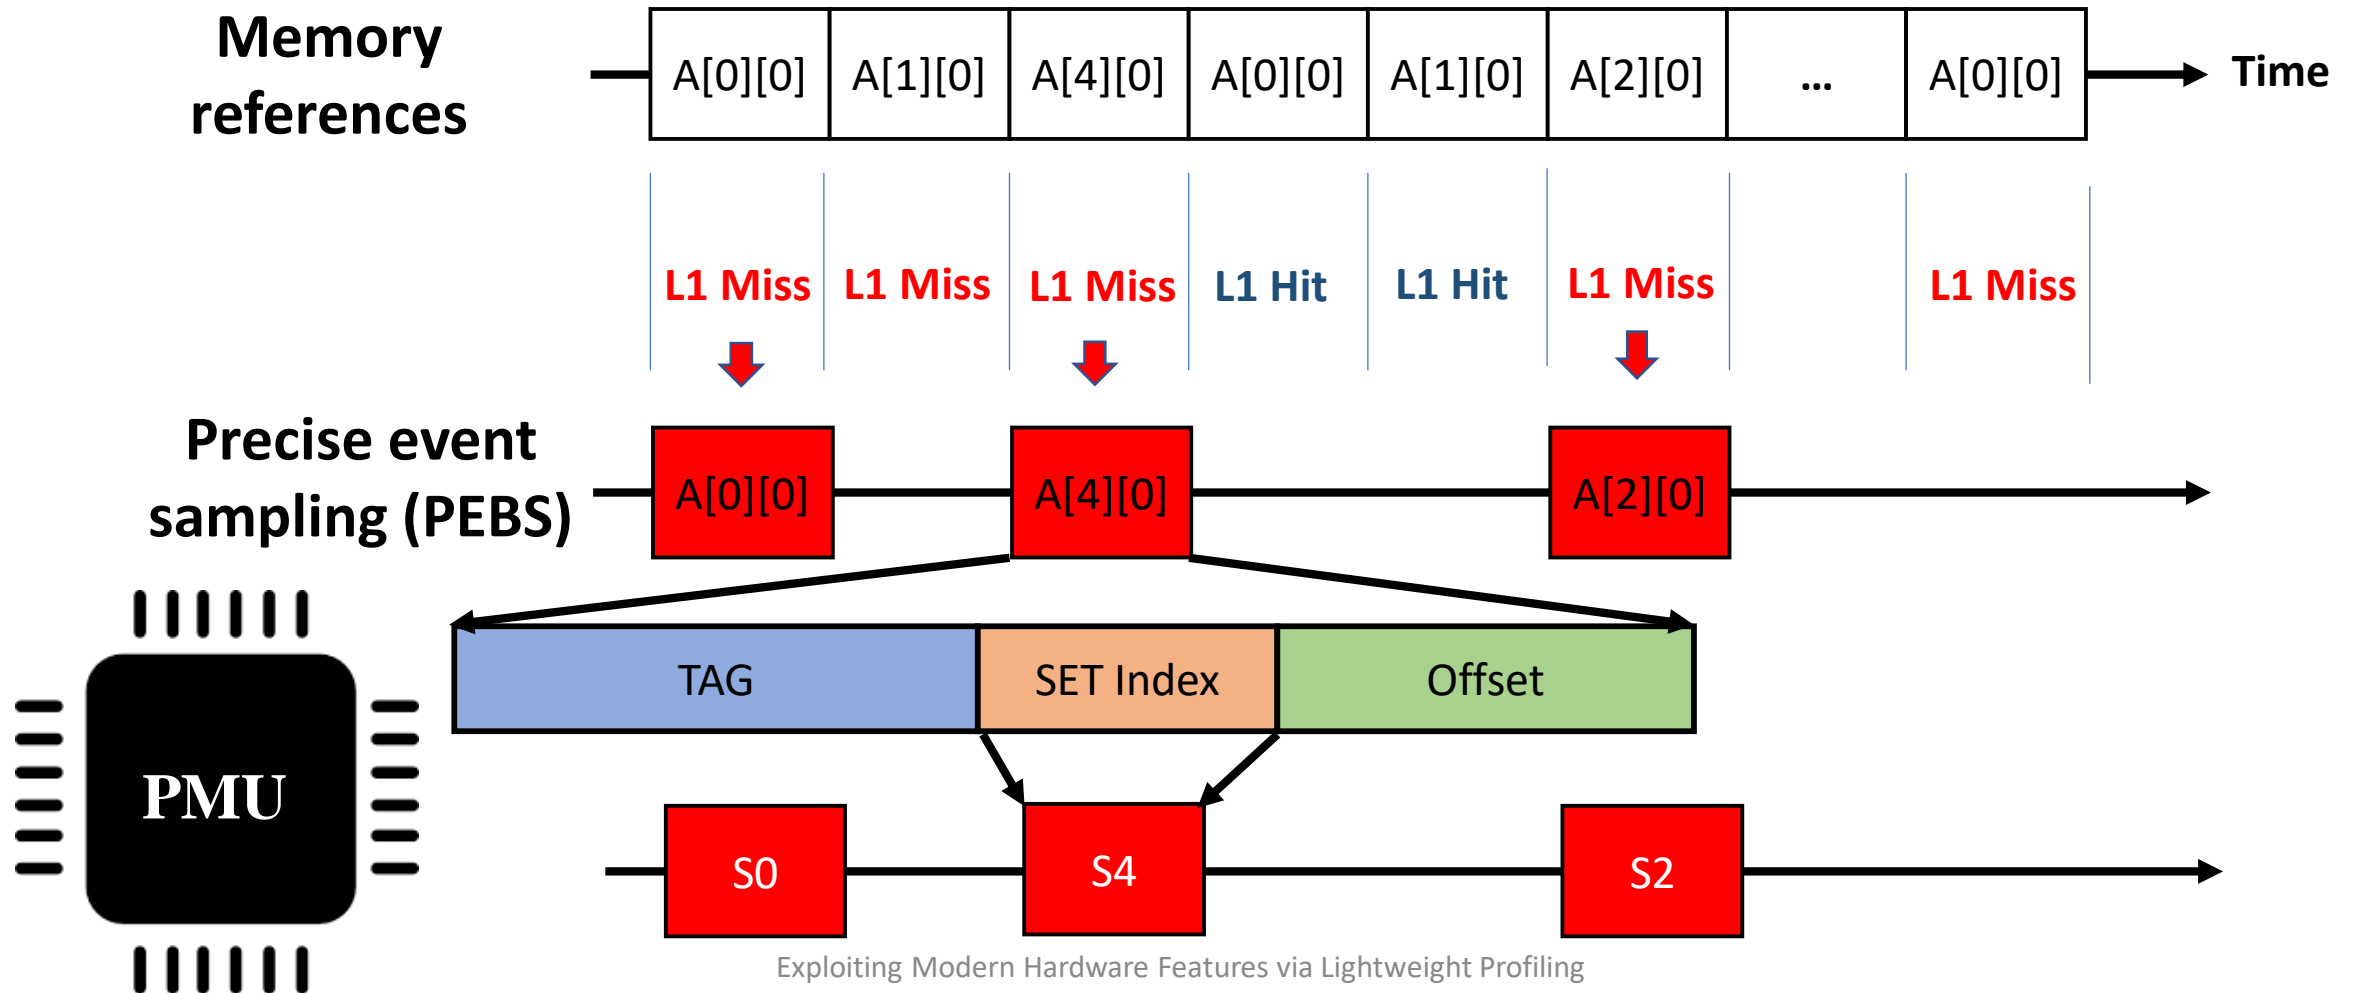 Memory
references
A[0][0] A[1][0] A[4][0] A[0][0] A[1][0] A[2][0] ... A[0][0] Time
L1 Miss L1 Miss L1 Miss L1 Hit L1 Hit L1 Miss L1 Miss
Precise event
sampling (PEBS)
A[0][0] A[4][0] A[2][0]
TAG SET Index Offset
PMU
S0 S4 S2
Exploiting Modern Hardware Features via Lightweight Profiling